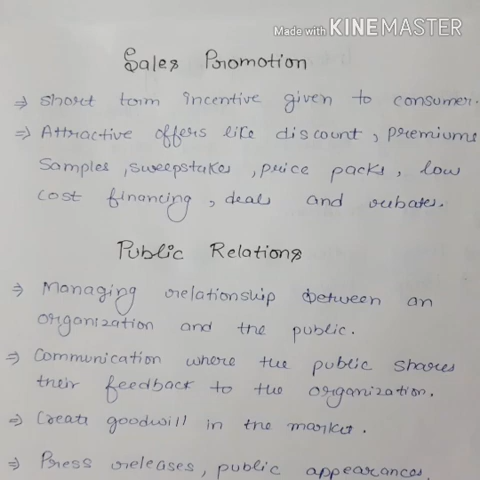 Made with KINEMASTER
Sales Promotion
⇒ Short term incentive given to consumer.
⇒ Attractive offers like discount, premiums
Samples, sweepstakes, price packs, low
cost financing, deals and rebates.
Public Relations
⇒ Managing relationship between an
organization and the public.
⇒ Communication where the public shares
their feedback to the organization.
⇒ Create goodwill in the market.
⇒ Press releases, public appearances,